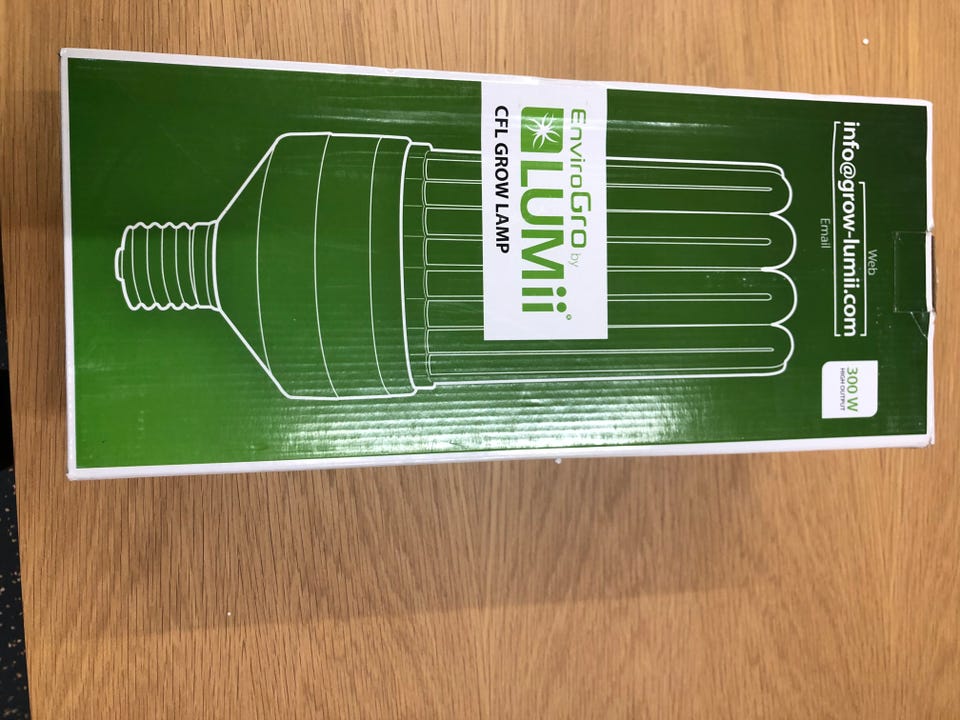 Web
info@grow-lumii.com
Email
300 W
HIGH OUTPUT
EnviroGro by
LUMii®
CFL GROW LAMP